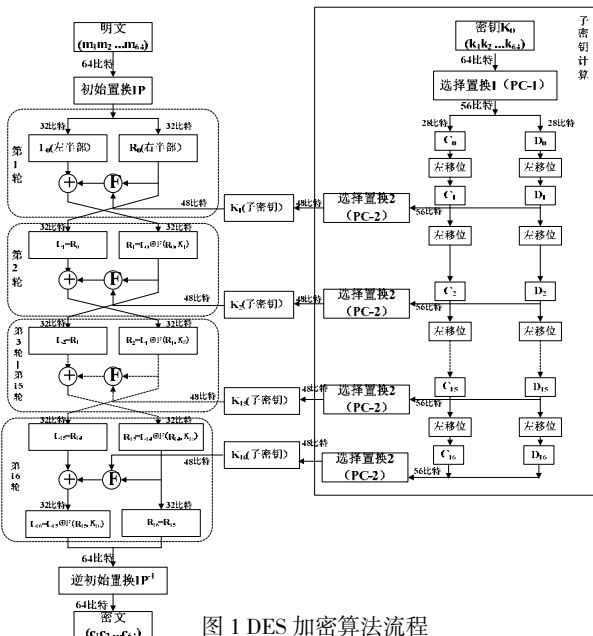 明文
(m₁m₂ ...m₆₄)
64比特
初始置换IP
32比特
32比特
L₀(左半部)
R₀(右半部)
第1轮
F
48比特
K₁(子密钥)
48比特
32比特
32比特
L₁=R₀
R₁=L₀⊕F(R₀,K₁)
第2轮
F
48比特
K₂(子密钥)
48比特
32比特
32比特
L₂=R₁
R₂=L₁⊕F(R₁,K₂)
第3轮—第15轮
F
48比特
K₁₅(子密钥)
48比特
32比特
32比特
L₁₅=R₁₄
第16轮
F
48比特
K₁₆(子密钥)
48比特
32比特
32比特
R₁₆=R₁₅
64比特
逆初始置换IP⁻¹
64比特
密文
(c₁c₂...c₆₄)
子密钥计算
密钥K₀
(k₁k₂ ...k₆₄)
64比特
选择置换1（PC-1）
56比特
28比特
28比特
C₀
D₀
左移位
左移位
C₁
D₁
56比特
选择置换2
（PC-2）
左移位
左移位
C₂
D₂
56比特
选择置换2
（PC-2）
左移位
左移位
C₁₅
D₁₅
56比特
选择置换2
（PC-2）
左移位
左移位
C₁₆
D₁₆
56比特
选择置换2
（PC-2）
图 1 DES 加密算法流程